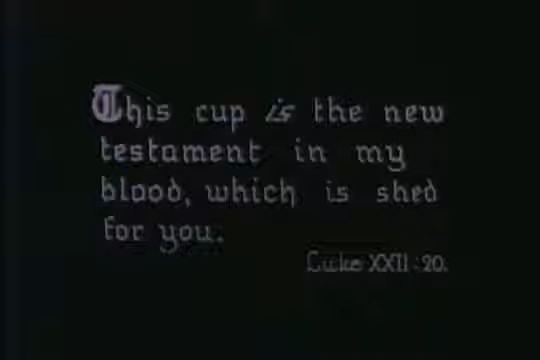 This cup is the new
testament in my
blood, which is shed
for you.
Luke XXII:20.